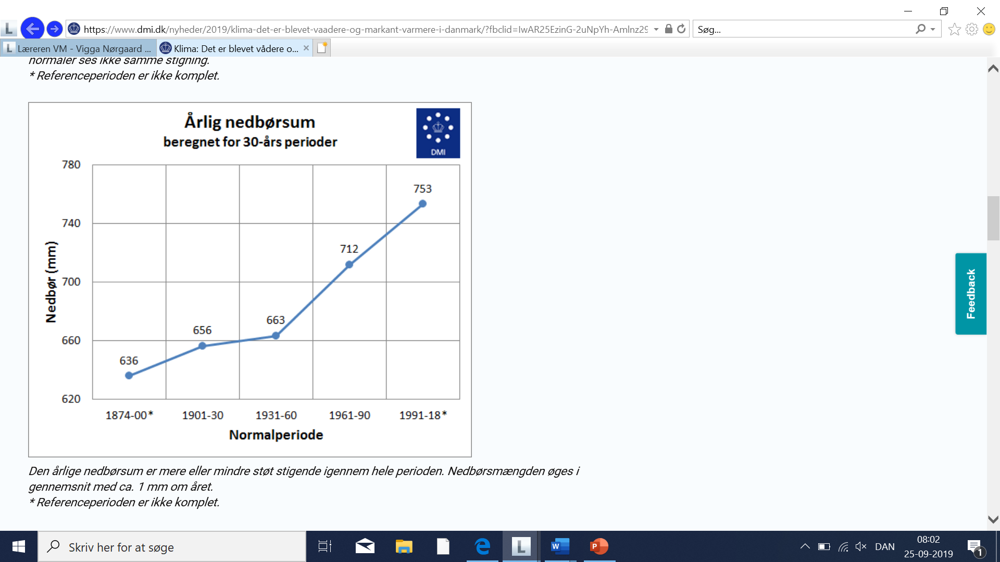 https://www.dmi.dk/nyheder/2019/klima-det-er-blevet-vaadere-og-markant-varmere-i-danmark/?fbclid=IwAR25EzinG-2uNpYh-Amlnz29
Søg...
L Læreren VM - Vigga Nørgaard ...
Klima: Det er blevet vådere o...
normaler ses ikke samme stigning.
* Referenceperioden er ikke komplet.
Årlig nedbørsum
beregnet for 30-års perioder
DMI
780
740
700
660
620
Nedbør (mm)
636
656
663
712
753
1874-00*
1901-30
1931-60
1961-90
1991-18*
Normalperiode
Den årlige nedbørsum er mere eller mindre støt stigende igennem hele perioden. Nedbørsmængden øges i
gennemsnit med ca. 1 mm om året.
* Referenceperioden er ikke komplet.
Feedback
Skriv her for at søge
L
W
P
DAN
08:02
25-09-2019
1